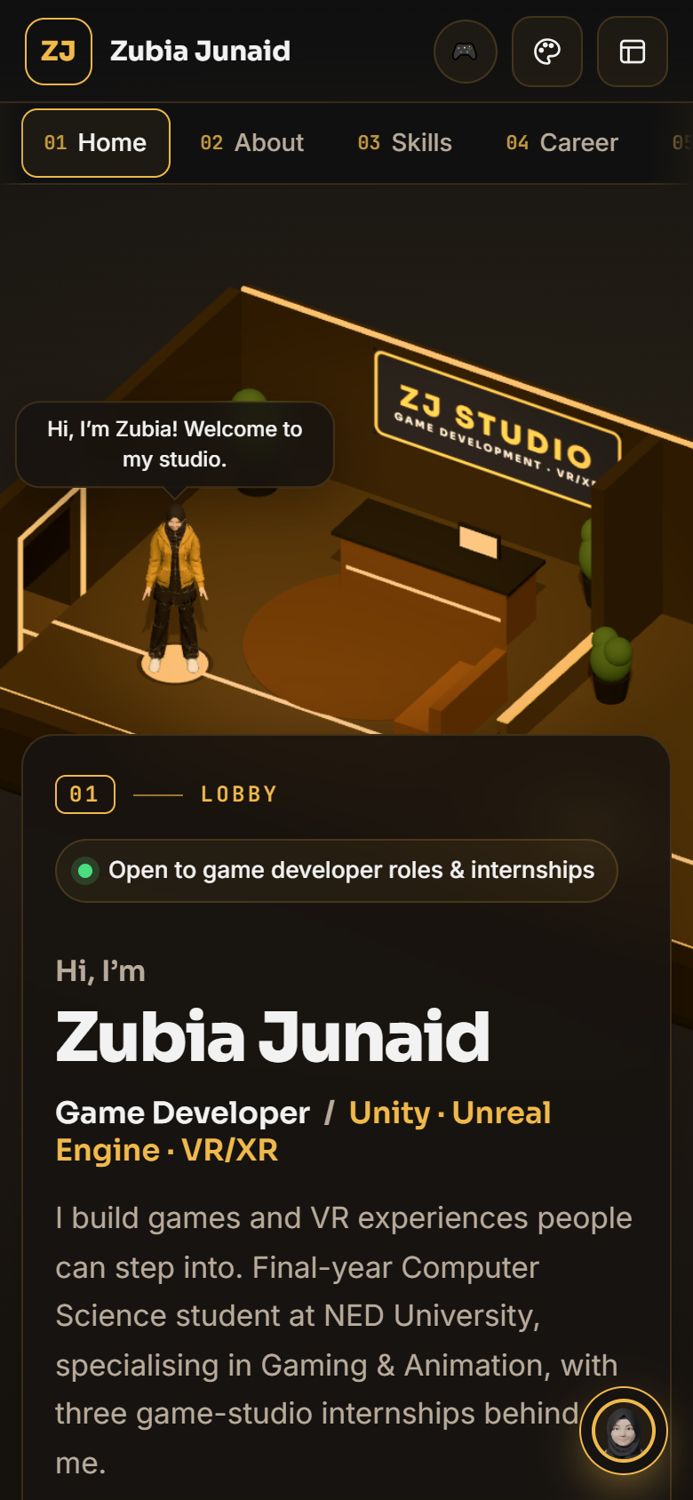 ZJ Zubia Junaid
01 Home 02 About 03 Skills 04 Career 05
ZJ STUDIO
GAME DEVELOPMENT · VR/X
Hi, I’m Zubia! Welcome to
my studio.
01 LOBBY
Open to game developer roles & internships
Hi, I’m
Zubia Junaid
Game Developer / Unity · Unreal
Engine · VR/XR
I build games and VR experiences people
can step into. Final-year Computer
Science student at NED University,
specialising in Gaming & Animation, with
three game-studio internships behind
me.